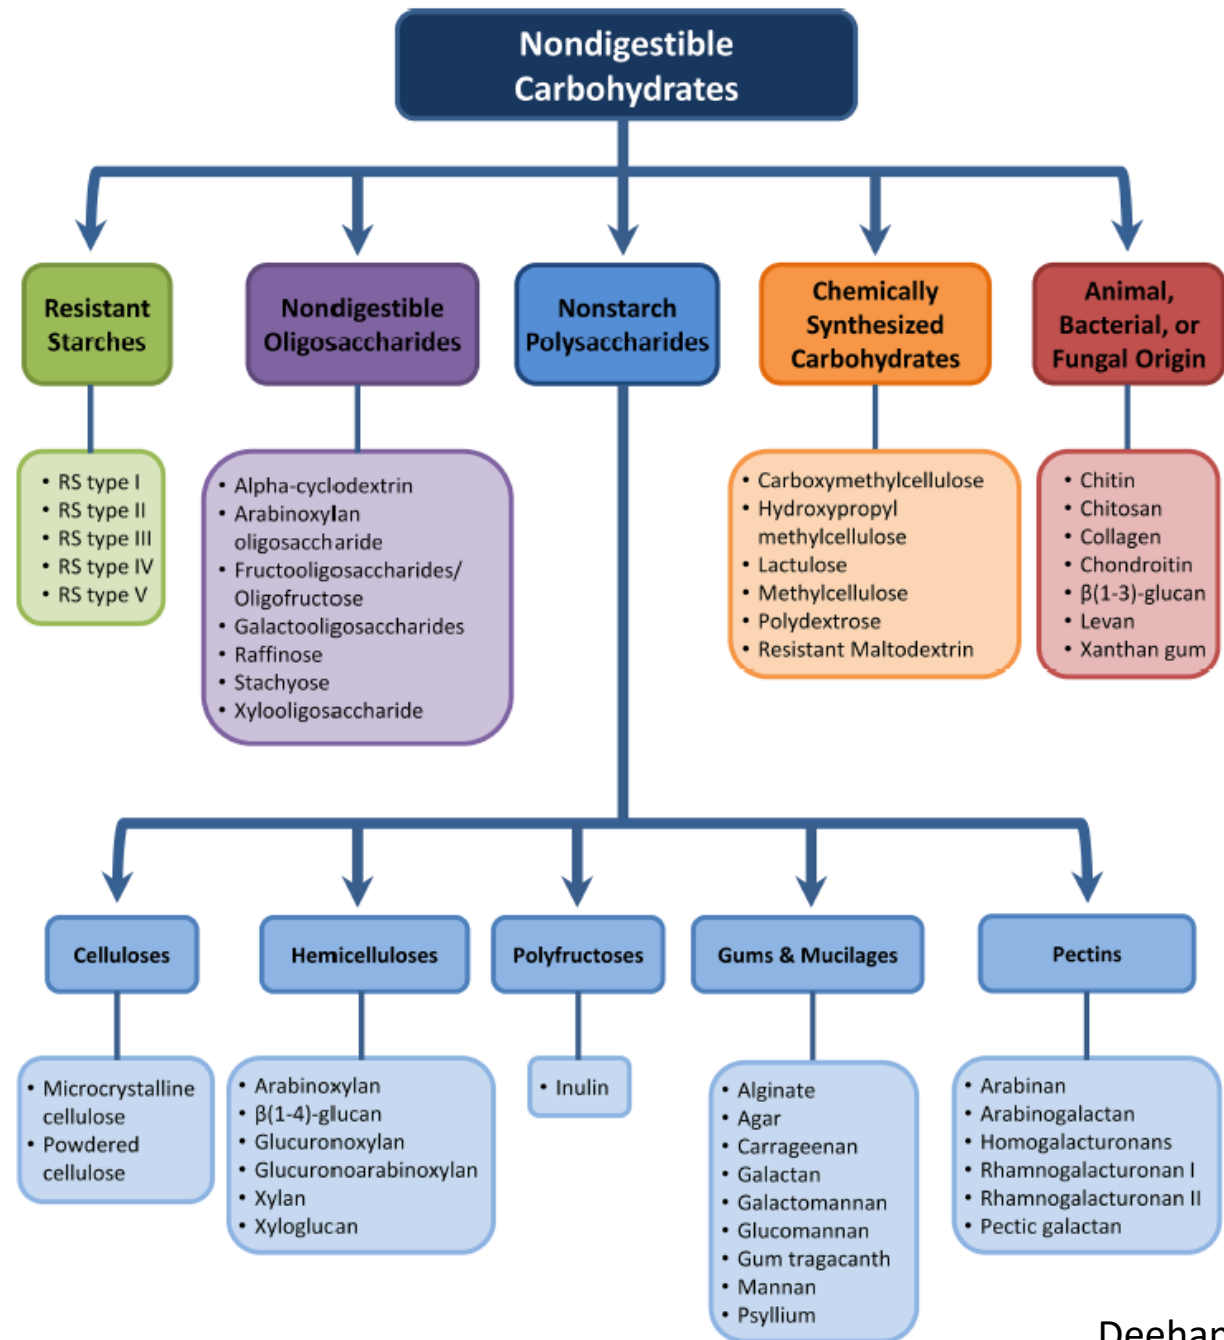 Nondigestible
Carbohydrates
Resistant
Starches
Nondigestible
Oligosaccharides
Nonstarch
Polysaccharides
Chemically
Synthesized
Carbohydrates
Animal,
Bacterial, or
Fungal Origin
• RS type I
• RS type II
• RS type III
• RS type IV
• RS type V
• Alpha-cyclodextrin
• Arabinoxylan
oligosaccharide
• Fructooligosaccharides/
Oligofructose
• Galactooligosaccharides
• Raffinose
• Stachyose
• Xylooligosaccharide
• Carboxymethylcellulose
• Hydroxypropyl
methylcellulose
• Lactulose
• Methylcellulose
• Polydextrose
• Resistant Maltodextrin
• Chitin
• Chitosan
• Collagen
• Chondroitin
• β(1-3)-glucan
• Levan
• Xanthan gum
Celluloses
Hemicelluloses
Polyfructoses
Gums & Mucilages
Pectins
• Microcrystalline
cellulose
• Powdered
cellulose
• Arabinoxylan
• β(1-4)-glucan
• Glucuronoxylan
• Glucuronoarabinoxylan
• Xylan
• Xyloglucan
• Inulin
• Alginate
• Agar
• Carrageenan
• Galactan
• Galactomannan
• Glucomannan
• Gum tragacanth
• Mannan
• Psyllium
• Arabinan
• Arabinogalactan
• Homogalacturonans
• Rhamnogalacturonan I
• Rhamnogalacturonan II
• Pectic galactan